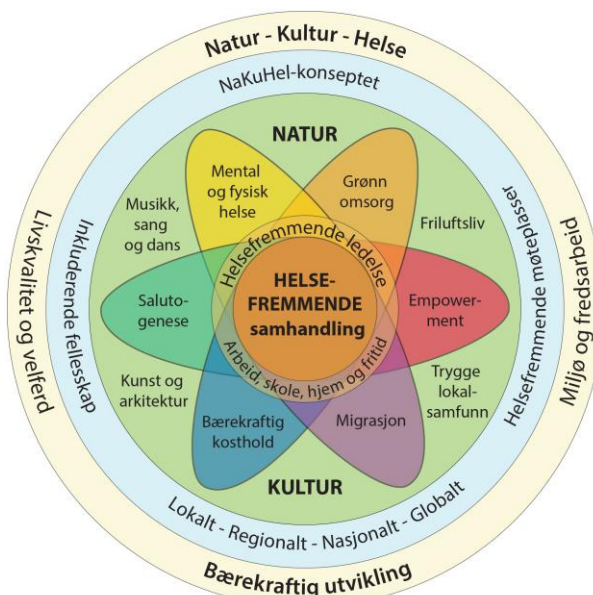 Natur - Kultur - Helse
NaKuHel-konseptet
Livskvalitet og velferd
Inkluderende fellesskap
Helsefremmende møteplasser
Miljø og fredsarbeid
NATUR
Mental
og fysisk
helse
Grønn
omsorg
Musikk,
sang
og dans
Friluftsliv
Helsefremmende ledelse
HELSE-
FREMMENDE
samhandling
Arbeid, skole, hjem og fritid
Saluto-
genese
Empower-
ment
Kunst og
arkitektur
Trygge
lokal-
samfunn
Bærekraftig
kosthold
Migrasjon
KULTUR
Lokalt - Regionalt - Nasjonalt - Globalt
Bærekraftig utvikling